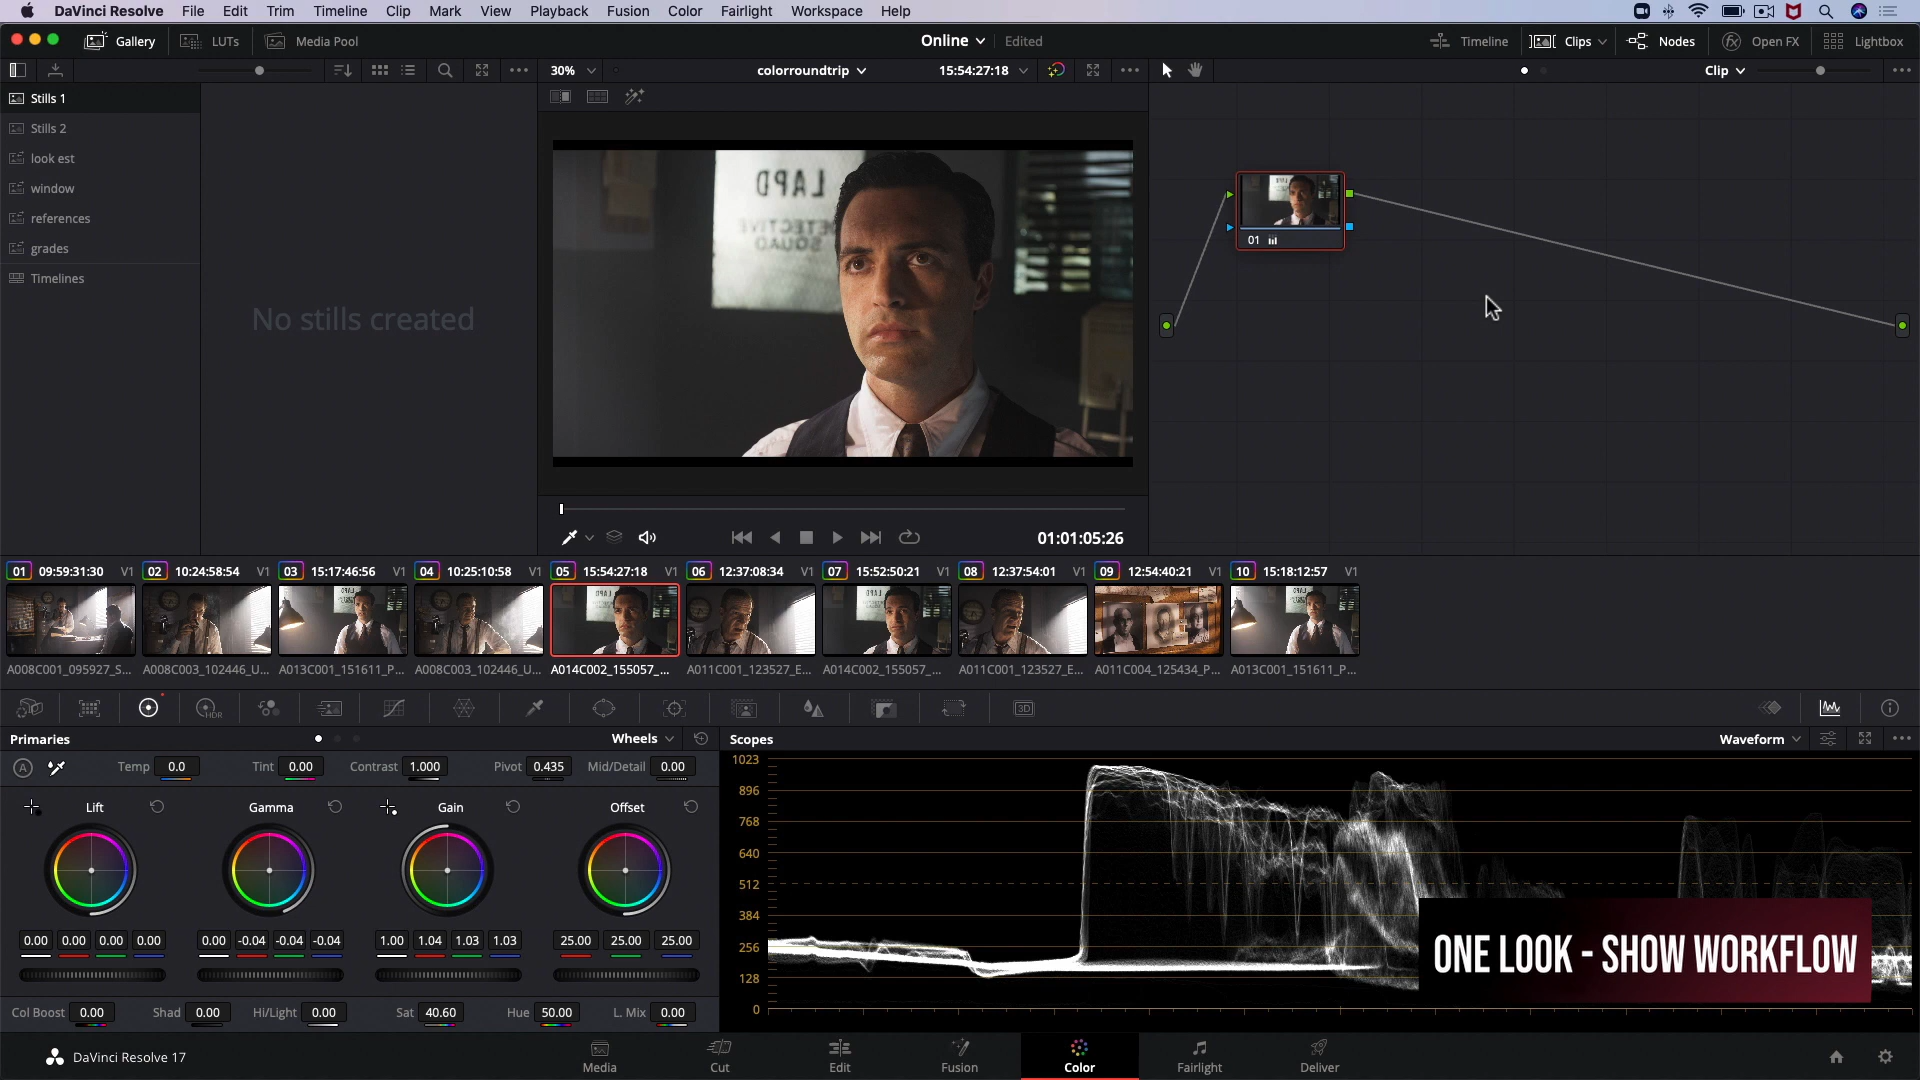 DaVinci Resolve File Edit Trim Timeline Clip Mark View Playback Fusion Color Fairlight Workspace Help
Gallery LUTs Media Pool Online Edited Timeline Clips Nodes Open FX Lightbox
30% colorroundtrip 15:54:27:18 Clip
Stills 1
Stills 2
look est
window
references
grades
Timelines
No stills created
LAPD
DETECTIVE
SQUAD
01
01:01:05:26
01 09:59:31:30 V1 02 10:24:58:54 V1 03 15:17:46:56 V1 04 10:25:10:58 V1 05 15:54:27:18 V1 06 12:37:08:34 V1 07 15:52:50:21 V1 08 12:37:54:01 V1 09 12:54:40:21 V1 10 15:18:12:57 V1
A008C001_095927_S... A008C003_102446_U... A013C001_151611_P... A008C003_102446_U... A014C002_155057_... A011C001_123527_E... A014C002_155057_... A011C001_123527_E... A011C004_125434_P... A013C001_151611_P...
HDR 3D
Primaries Wheels Scopes Waveform
A Temp 0.0 Tint 0.00 Contrast 1.000 Pivot 0.435 Mid/Detail 0.00
Lift Gamma Gain Offset
0.00 0.00 0.00 0.00 0.00 -0.04 -0.04 -0.04 1.00 1.04 1.03 1.03 25.00 25.00 25.00
Col Boost 0.00 Shad 0.00 Hi/Light 0.00 Sat 40.60 Hue 50.00 L. Mix 0.00
1023
896
768
640
512
384
256
128
0
ONE LOOK - SHOW WORKFLOW
DaVinci Resolve 17 Media Cut Edit Fusion Color Fairlight Deliver